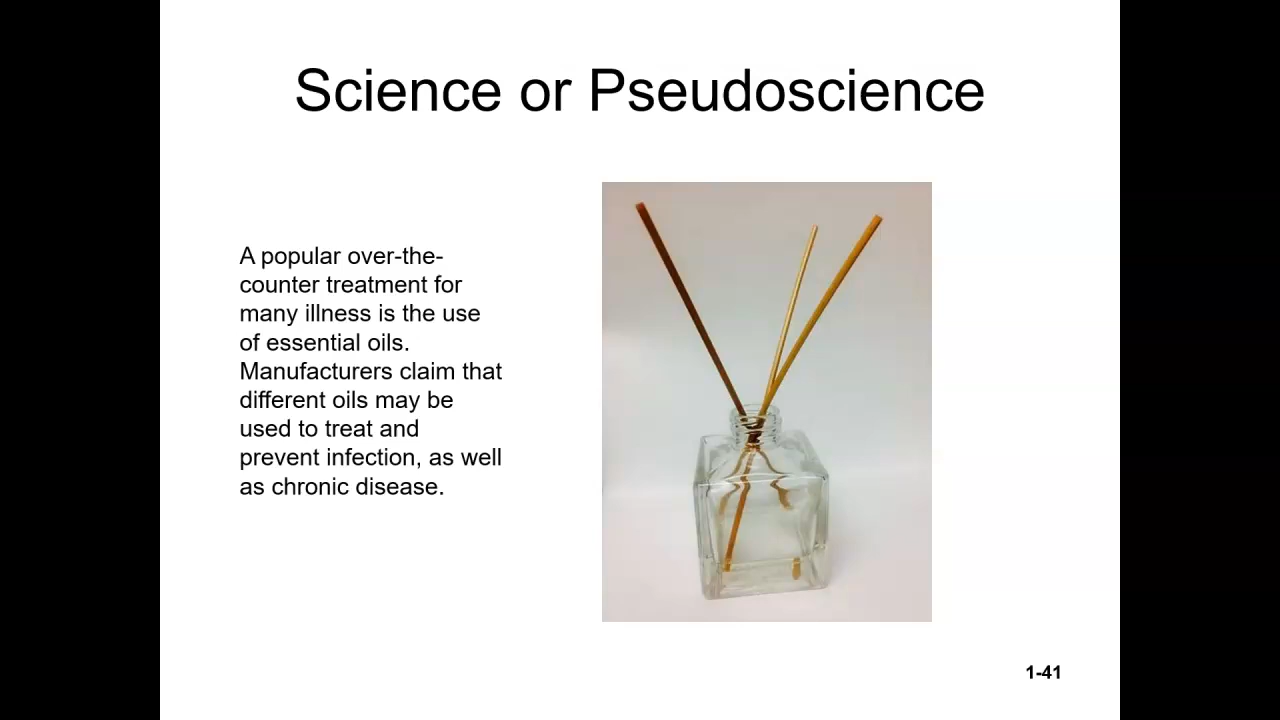 Science or Pseudoscience
A popular over-the-
counter treatment for
many illness is the use
of essential oils.
Manufacturers claim that
different oils may be
used to treat and
prevent infection, as well
as chronic disease.
1-41